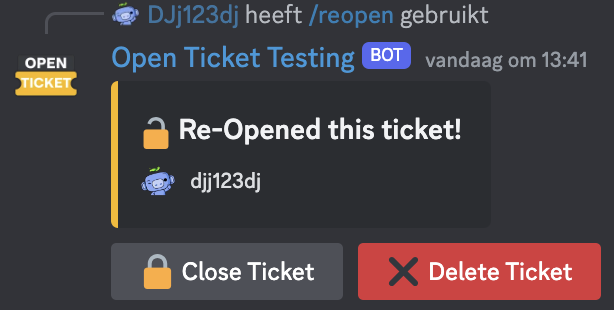 DJj123dj heeft /reopen gebruikt
OPEN
TICKET
Open Ticket Testing BOT vandaag om 13:41
Re-Opened this ticket!
djj123dj
Close Ticket
Delete Ticket